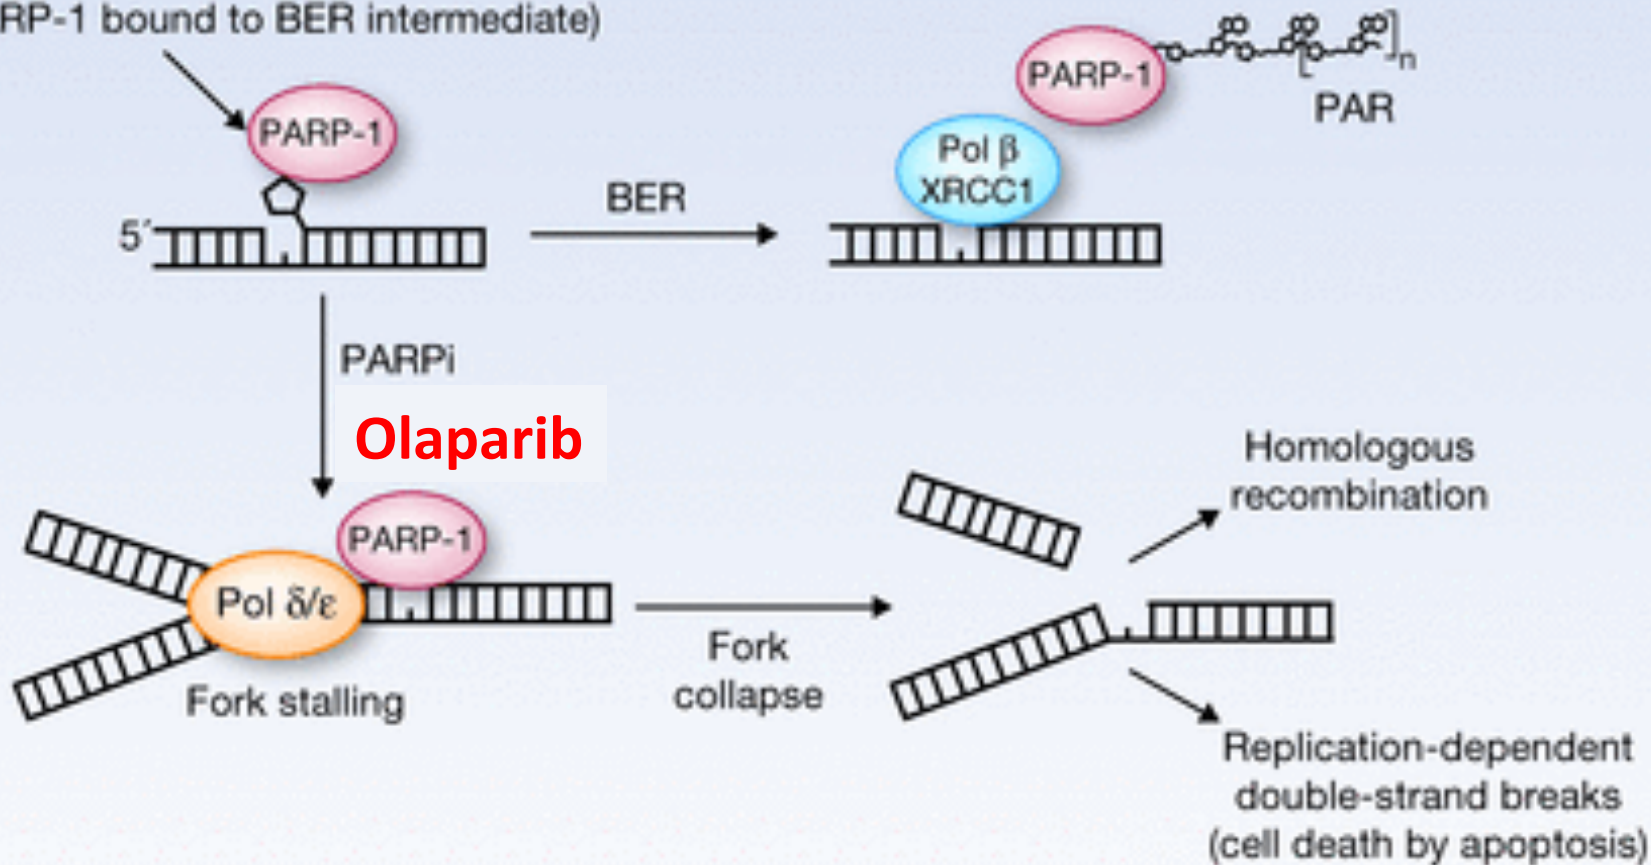 RP-1 bound to BER intermediate)
PARP-1
5´
BER
PARP-1
n
PAR
Pol β
XRCC1
PARPi
Olaparib
PARP-1
Pol δ/ε
Fork stalling
Fork
collapse
Homologous
recombination
Replication-dependent
double-strand breaks
(cell death by apoptosis)